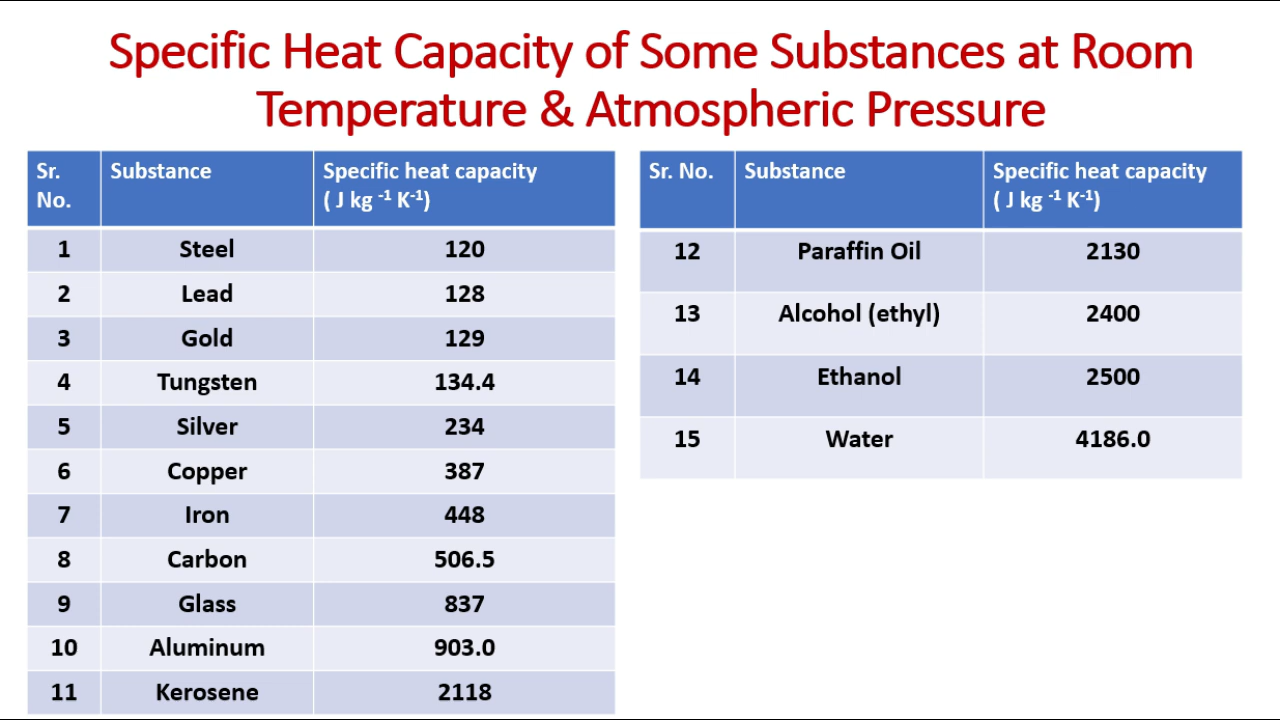 Specific Heat Capacity of Some Substances at Room
Temperature & Atmospheric Pressure
Sr. No. Substance Specific heat capacity ( J kg -1 K-1)
1 Steel 120
2 Lead 128
3 Gold 129
4 Tungsten 134.4
5 Silver 234
6 Copper 387
7 Iron 448
8 Carbon 506.5
9 Glass 837
10 Aluminum 903.0
11 Kerosene 2118
Sr. No. Substance Specific heat capacity ( J kg -1 K-1)
12 Paraffin Oil 2130
13 Alcohol (ethyl) 2400
14 Ethanol 2500
15 Water 4186.0